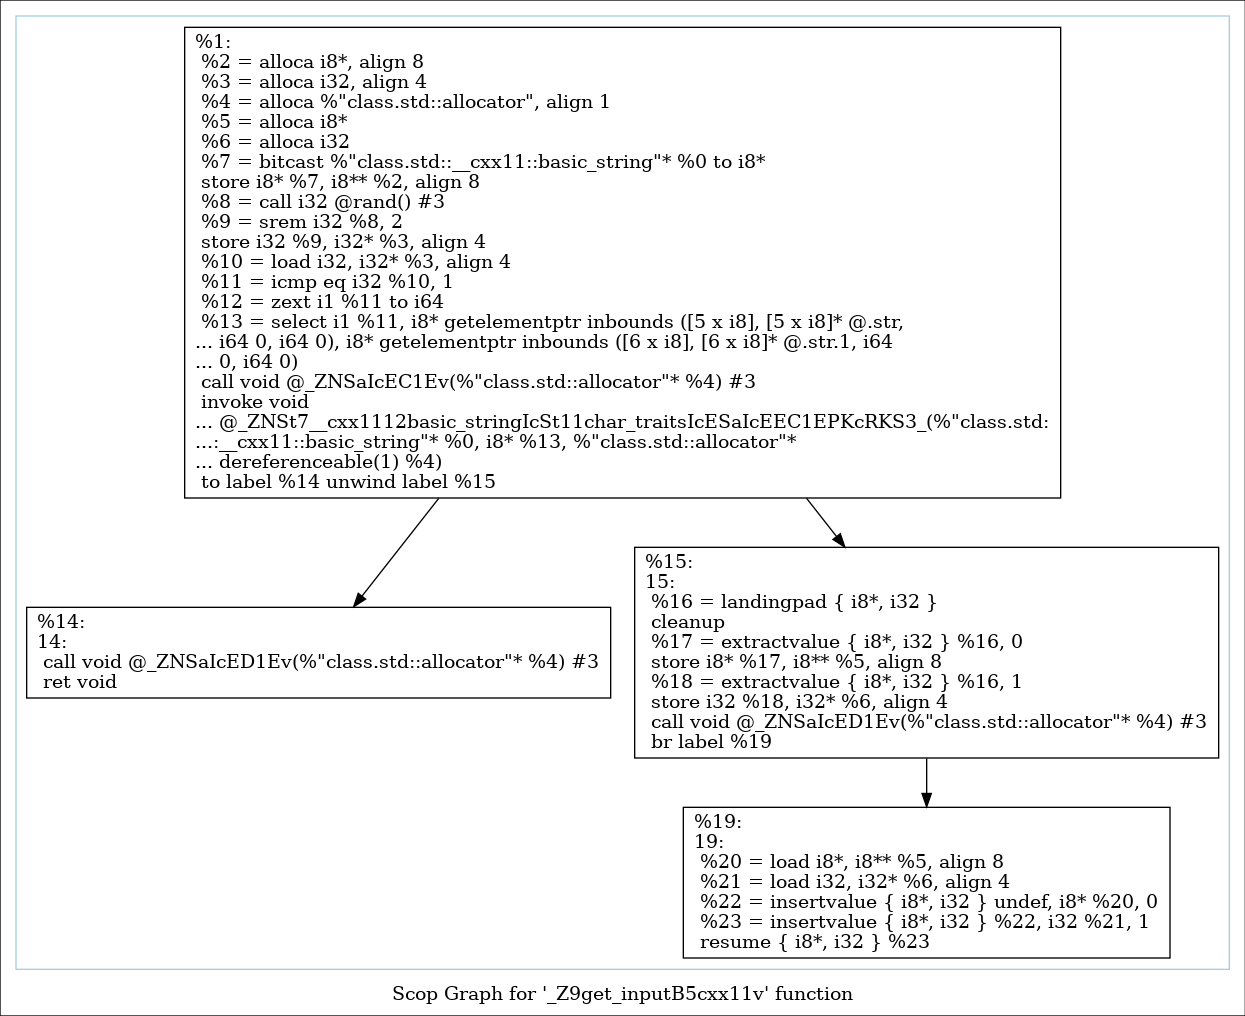 %1:
%2 = alloca i8*, align 8
%3 = alloca i32, align 4
%4 = alloca %"class.std::allocator", align 1
%5 = alloca i8*
%6 = alloca i32
%7 = bitcast %"class.std::__cxx11::basic_string"* %0 to i8*
store i8* %7, i8** %2, align 8
%8 = call i32 @rand() #3
%9 = srem i32 %8, 2
store i32 %9, i32* %3, align 4
%10 = load i32, i32* %3, align 4
%11 = icmp eq i32 %10, 1
%12 = zext i1 %11 to i64
%13 = select i1 %11, i8* getelementptr inbounds ([5 x i8], [5 x i8]* @.str,
... i64 0, i64 0), i8* getelementptr inbounds ([6 x i8], [6 x i8]* @.str.1, i64
... 0, i64 0)
call void @_ZNSaIcEC1Ev(%"class.std::allocator"* %4) #3
invoke void
... @_ZNSt7__cxx1112basic_stringIcSt11char_traitsIcESaIcEEC1EPKcRKS3_(%"class.std:
...:__cxx11::basic_string"* %0, i8* %13, %"class.std::allocator"*
... dereferenceable(1) %4)
to label %14 unwind label %15
%14:
14:
call void @_ZNSaIcED1Ev(%"class.std::allocator"* %4) #3
ret void
%15:
15:
%16 = landingpad { i8*, i32 }
cleanup
%17 = extractvalue { i8*, i32 } %16, 0
store i8* %17, i8** %5, align 8
%18 = extractvalue { i8*, i32 } %16, 1
store i32 %18, i32* %6, align 4
call void @_ZNSaIcED1Ev(%"class.std::allocator"* %4) #3
br label %19
%19:
19:
%20 = load i8*, i8** %5, align 8
%21 = load i32, i32* %6, align 4
%22 = insertvalue { i8*, i32 } undef, i8* %20, 0
%23 = insertvalue { i8*, i32 } %22, i32 %21, 1
resume { i8*, i32 } %23
Scop Graph for '_Z9get_inputB5cxx11v' function